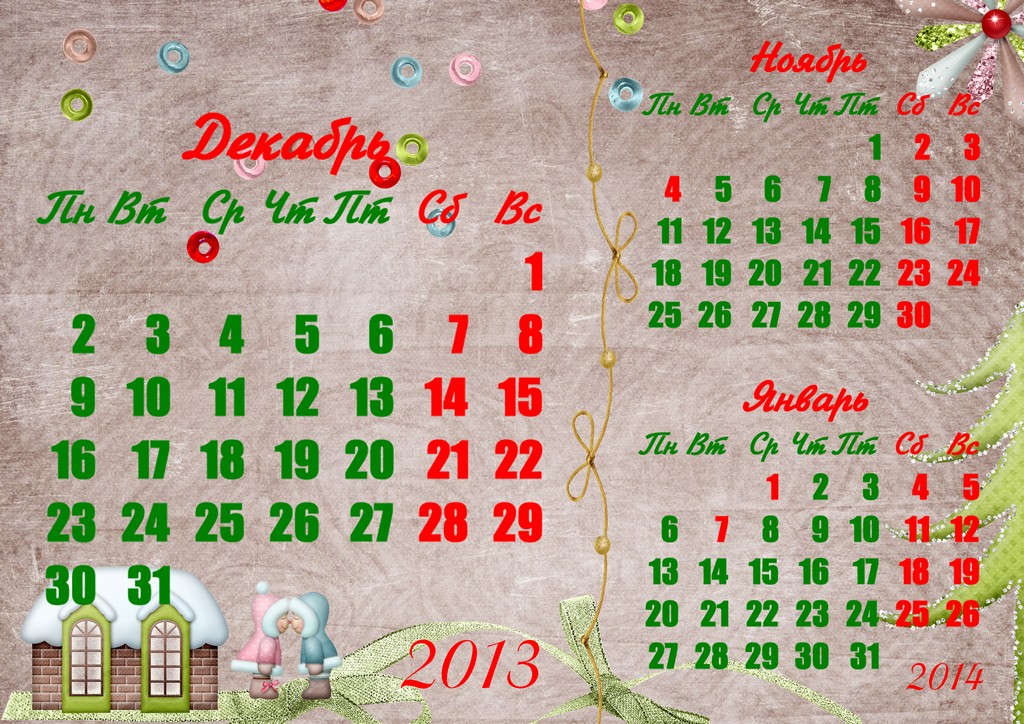 Декабрь
Пн Вт Ср Чт Пт Сб Вс
1
2 3 4 5 6 7 8
9 10 11 12 13 14 15
16 17 18 19 20 21 22
23 24 25 26 27 28 29
30 31
2013
Ноябрь
Пн Вт Ср Чт Пт Сб Вс
1 2 3
4 5 6 7 8 9 10
11 12 13 14 15 16 17
18 19 20 21 22 23 24
25 26 27 28 29 30
Январь
Пн Вт Ср Чт Пт Сб Вс
1 2 3 4 5
6 7 8 9 10 11 12
13 14 15 16 17 18 19
20 21 22 23 24 25 26
27 28 29 30 31
2014